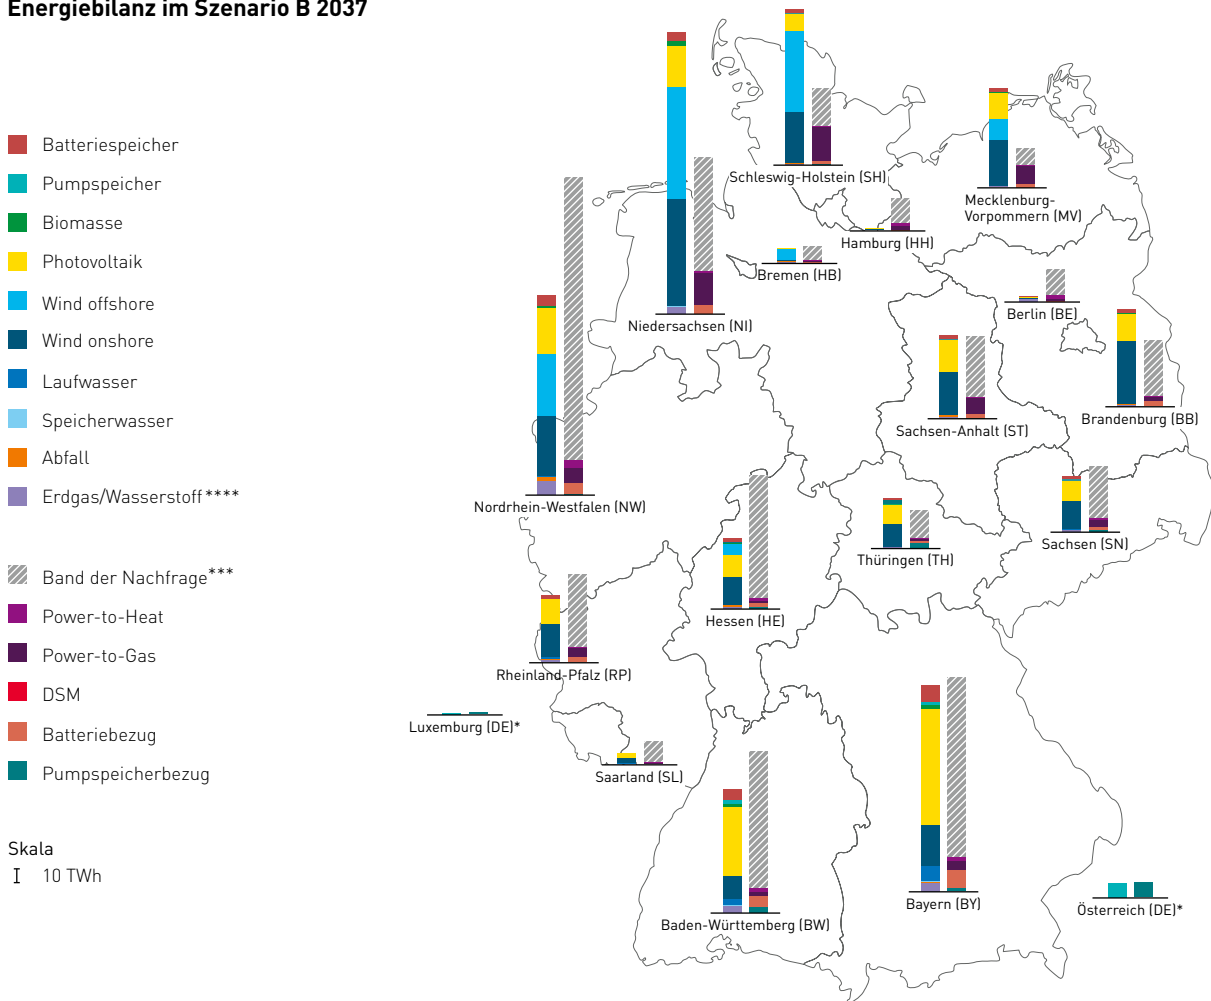 Energiebilanz im Szenario B 2037
Batteriespeicher
Pumpspeicher
Biomasse
Photovoltaik
Wind offshore
Wind onshore
Laufwasser
Speicherwasser
Abfall
Erdgas/Wasserstoff****
Band der Nachfrage***
Power-to-Heat
Power-to-Gas
DSM
Batteriebezug
Pumpspeicherbezug
Skala
10 TWh
Schleswig-Holstein (SH)
Mecklenburg-
Vorpommern (MV)
Hamburg (HH)
Bremen (HB)
Niedersachsen (NI)
Berlin (BE)
Brandenburg (BB)
Sachsen-Anhalt (ST)
Nordrhein-Westfalen (NW)
Sachsen (SN)
Thüringen (TH)
Hessen (HE)
Rheinland-Pfalz (RP)
Luxemburg (DE)*
Saarland (SL)
Baden-Württemberg (BW)
Bayern (BY)
Österreich (DE)*